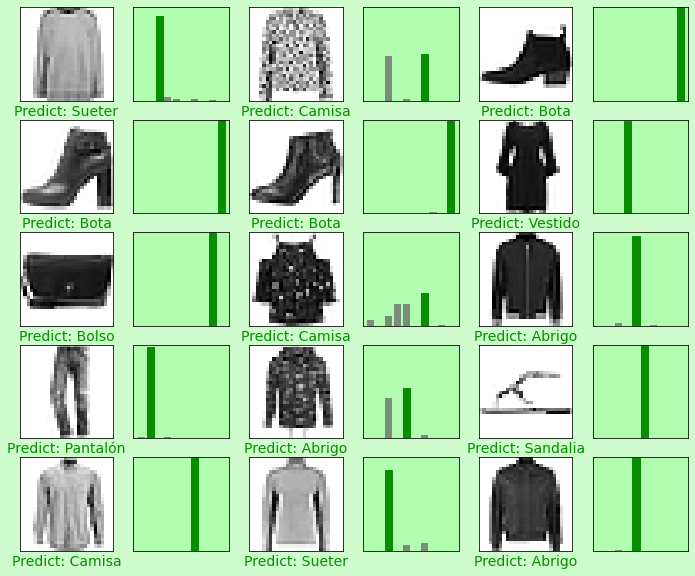 Predict: Sueter
Predict: Camisa
Predict: Bota
Predict: Bota
Predict: Bota
Predict: Vestido
Predict: Bolso
Predict: Camisa
Predict: Abrigo
Predict: Pantalón
Predict: Abrigo
Predict: Sandalia
Predict: Camisa
Predict: Sueter
Predict: Abrigo